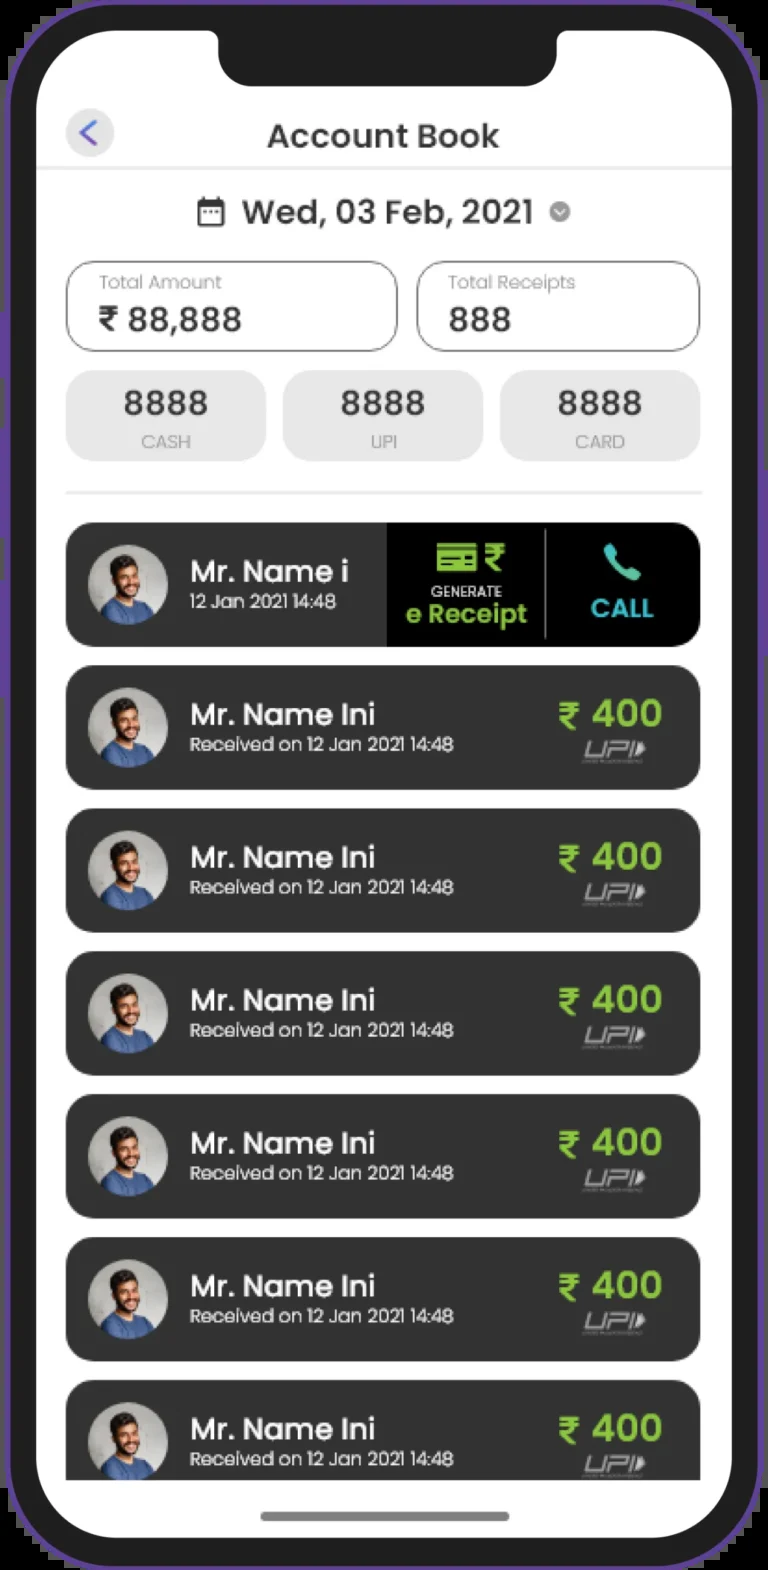 Account Book
Wed, 03 Feb, 2021
Total Amount
₹ 88,888
Total Receipts
888
8888
CASH
8888
UPI
8888
CARD
Mr. Name i
12 Jan 2021 14:48
GENERATE
e Receipt
CALL
Mr. Name Ini
Received on 12 Jan 2021 14:48
₹ 400
UPI
Mr. Name Ini
Received on 12 Jan 2021 14:48
₹ 400
UPI
Mr. Name Ini
Received on 12 Jan 2021 14:48
₹ 400
UPI
Mr. Name Ini
Received on 12 Jan 2021 14:48
₹ 400
UPI
Mr. Name Ini
Received on 12 Jan 2021 14:48
₹ 400
UPI
Mr. Name Ini
Received on 12 Jan 2021 14:48
₹ 400
UPI